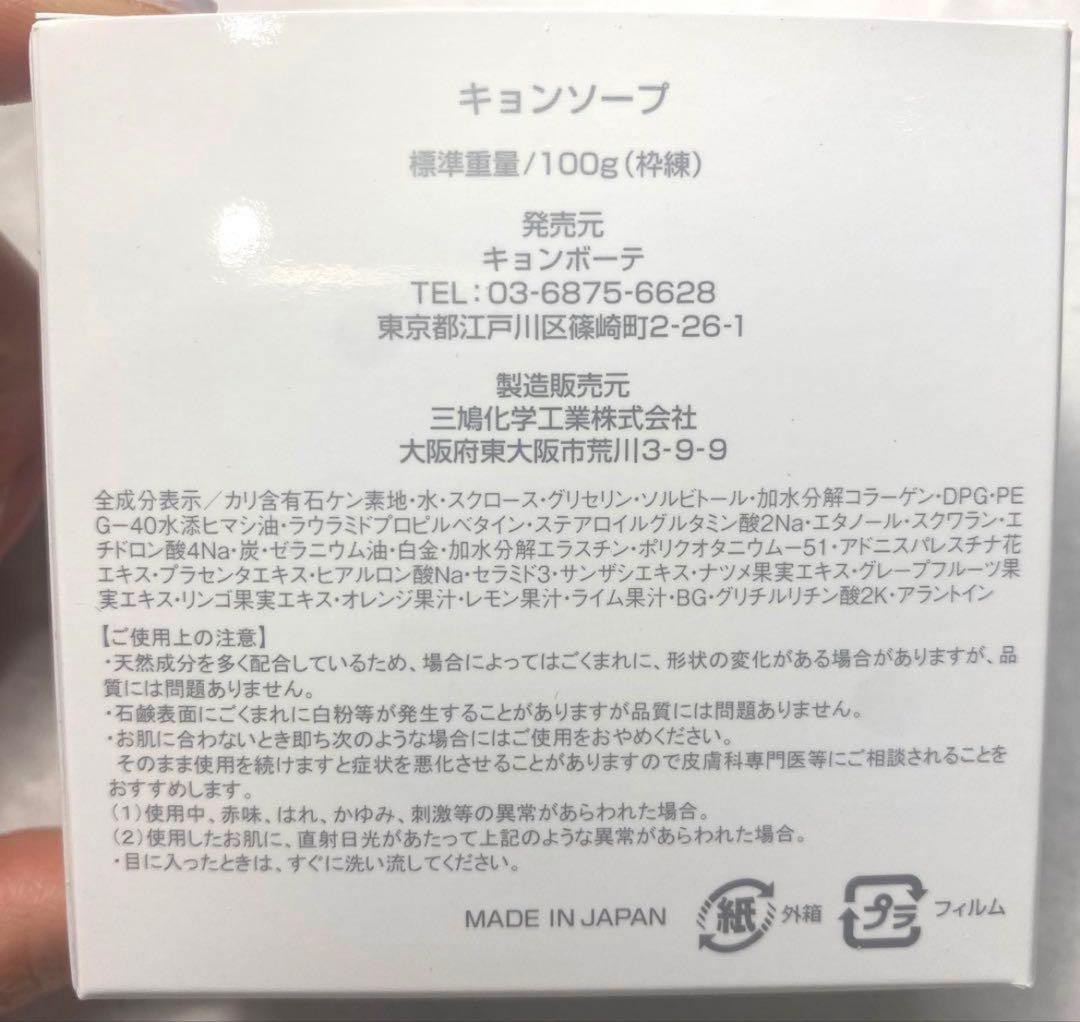 キョンソープ
標準重量/100g(枠練)
発売元
キョンボーテ
TEL:03-6875-6628
東京都江戸川区篠崎町2-26-1
製造販売元
三鳩化学工業株式会社
大阪府東大阪市荒川3-9-9
全成分表示／カリ含有石ケン素地・水・スクロース・グリセリン・ソルビトール・加水分解コラーゲン・DPG・PE
G-40水添ヒマシ油・ラウラミドプロピルベタイン・ステアロイルグルタミン酸2Na・エタノール・スクワラン・エ
チドロン酸4Na・炭・ゼラニウム油・白金・加水分解エラスチン・ポリクオタニウムー51・アドニスパレスチナ花
エキス・プラセンタエキス・ヒアルロン酸Na・セラミド3・サンザシエキス・ナツメ果実エキス・グレープフルーツ果
実エキス・リンゴ果実エキス・オレンジ果汁・レモン果汁・ライム果汁・BG・グリチルリチン酸2K・アラントイン
【ご使用上の注意】
・天然成分を多く配合しているため、場合によってはごくまれに、形状の変化がある場合がありますが、品
質には問題ありません。
・石鹸表面にごくまれに白粉等が発生することがありますが品質には問題ありません。
・お肌に合わないとき即ち次のような場合にはご使用をおやめください。
そのまま使用を続けますと症状を悪化させることがありますので皮膚科専門医等にご相談されることを
おすすめします。
(1)使用中、赤味、はれ、かゆみ、刺激等の異常があらわれた場合。
(2)使用したお肌に、直射日光があたって上記のような異常があらわれた場合。
・目に入ったときは、すぐに洗い流してください。
MADE IN JAPAN 紙 外箱 プラ フィルム